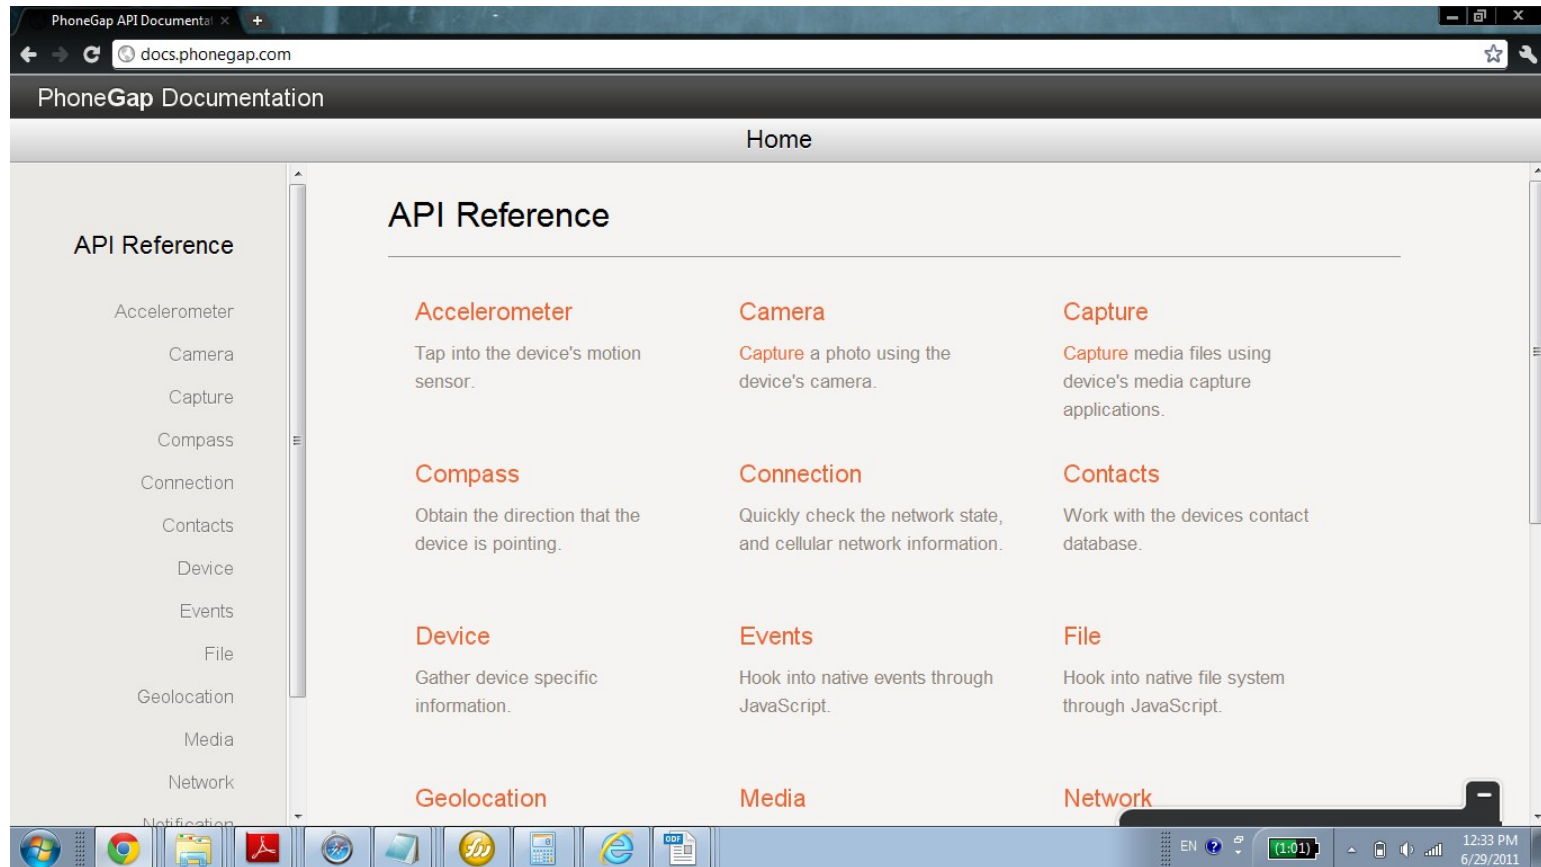 PhoneGap API Documentat
docs.phonegap.com
PhoneGap Documentation
Home
API Reference
Accelerometer
Camera
Capture
Compass
Connection
Contacts
Device
Events
File
Geolocation
Media
Network
Notification
API Reference
Accelerometer
Tap into the device's motion
sensor.
Camera
Capture a photo using the
device's camera.
Capture
Capture media files using
device's media capture
applications.
Compass
Obtain the direction that the
device is pointing.
Connection
Quickly check the network state,
and cellular network information.
Contacts
Work with the devices contact
database.
Device
Gather device specific
information.
Events
Hook into native events through
JavaScript.
File
Hook into native file system
through JavaScript.
Geolocation
Media
Network
ODF
EN
(1:01)
12:33 PM
6/29/2011